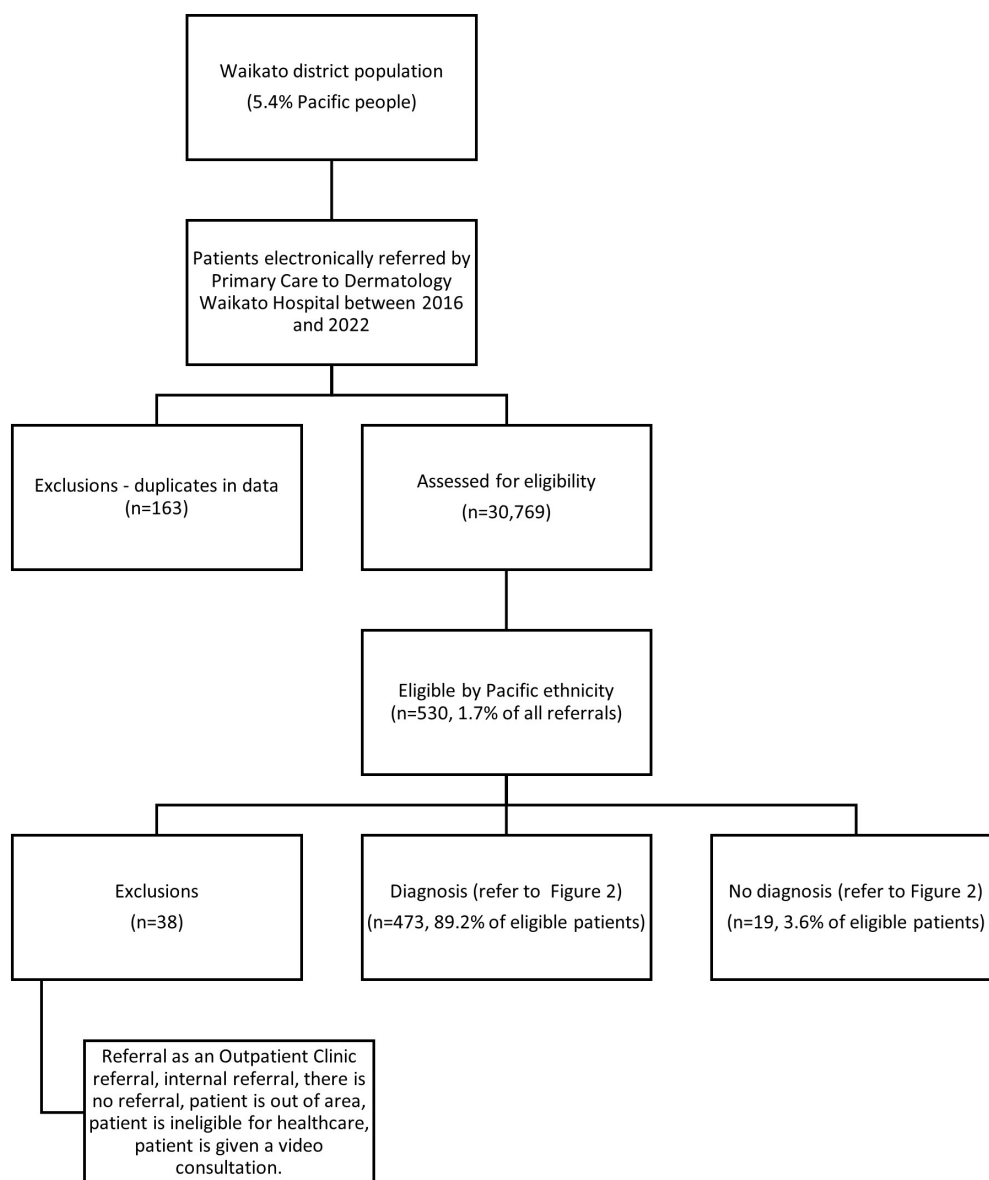 Waikato district population
(5.4% Pacific people)
Patients electronically referred by
Primary Care to Dermatology
Waikato Hospital between 2016
and 2022
Exclusions - duplicates in data
(n=163)
Assessed for eligibility
(n=30,769)
Eligible by Pacific ethnicity
(n=530, 1.7% of all referrals)
Exclusions
(n=38)
Diagnosis (refer to Figure 2)
(n=473, 89.2% of eligible patients)
No diagnosis (refer to Figure 2)
(n=19, 3.6% of eligible patients)
Referral as an Outpatient Clinic
referral, internal referral, there is
no referral, patient is out of area,
patient is ineligible for healthcare,
patient is given a video
consultation.